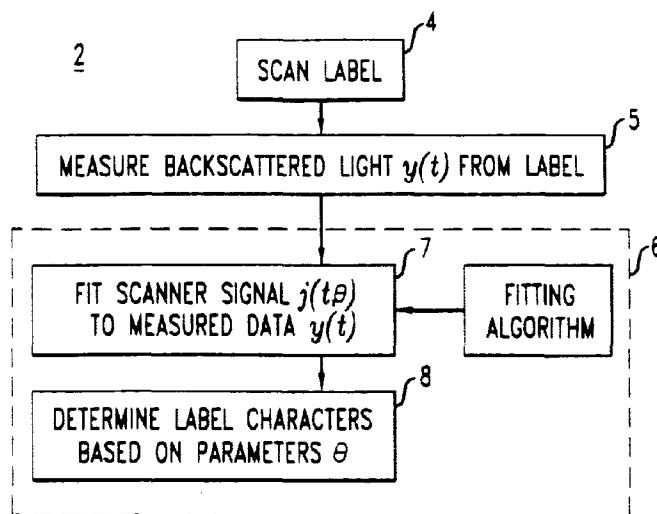 2
4
SCAN LABEL
5
MEASURE BACKSCATTERED LIGHT y(t) FROM LABEL
6
7
FIT SCANNER SIGNAL j(tθ)
TO MEASURED DATA y(t)
FITTING
ALGORITHM
8
DETERMINE LABEL CHARACTERS
BASED ON PARAMETERS θ